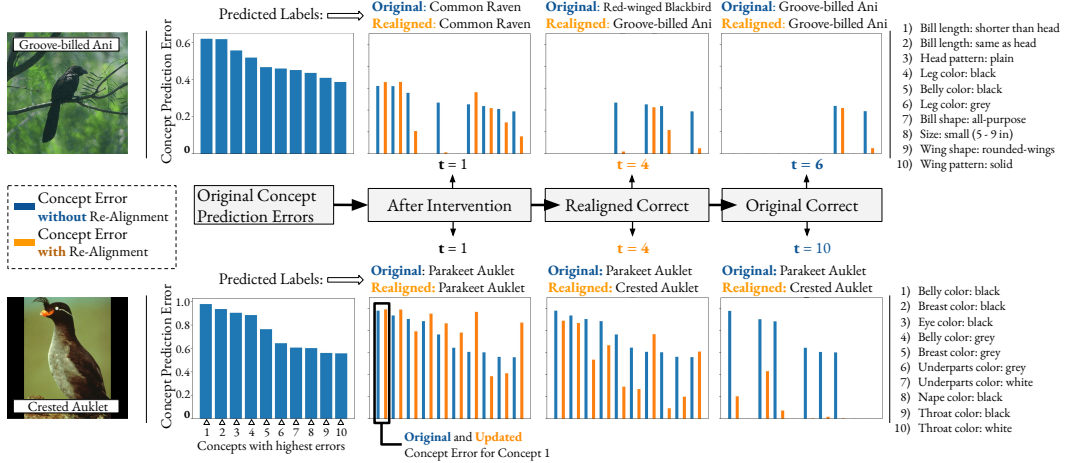 Predicted Labels:
Original: Common Raven
Realigned: Common Raven
Original: Red-winged Blackbird
Realigned: Groove-billed Ani
Original: Groove-billed Ani
Realigned: Groove-billed Ani
Groove-billed Ani
Concept Prediction Error
0.6
0.4
0.2
0
t = 1
t = 4
t = 6
1) Bill length: shorter than head
2) Bill length: same as head
3) Head pattern: plain
4) Leg color: black
5) Belly color: black
6) Leg color: grey
7) Bill shape: all-purpose
8) Size: small (5 - 9 in)
9) Wing shape: rounded-wings
10) Wing pattern: solid
Concept Error
without Re-Alignment
Concept Error
with Re-Alignment
Original Concept
Prediction Errors
After Intervention
Realigned Correct
Original Correct
t = 1
t = 4
t = 10
Predicted Labels:
Original: Parakeet Auklet
Realigned: Parakeet Auklet
Original: Parakeet Auklet
Realigned: Crested Auklet
Original: Parakeet Auklet
Realigned: Crested Auklet
Crested Auklet
Concept Prediction Error
1.0
0.8
0.6
0.4
0.2
0
1 2 3 4 5 6 7 8 9 10
Concepts with highest errors
Original and Updated
Concept Error for Concept 1
1) Belly color: black
2) Breast color: black
3) Eye color: black
4) Belly color: grey
5) Breast color: grey
6) Underparts color: grey
7) Underparts color: white
8) Nape color: black
9) Throat color: black
10) Throat color: white